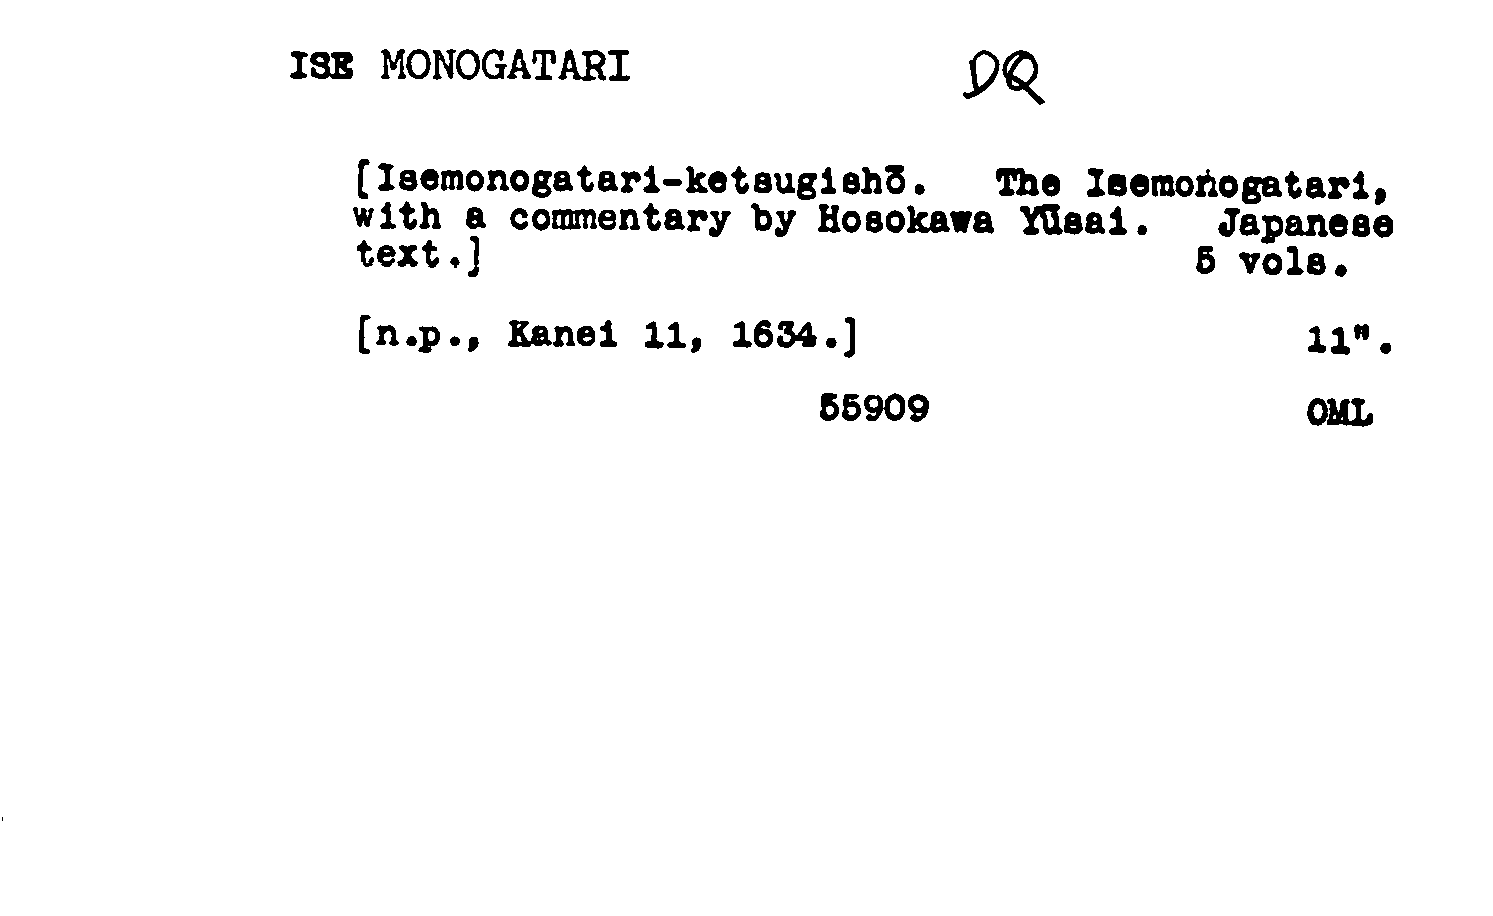 ISE MONOGATARI DQ
[Isemonogatari-ketsugishō. The Isemonogatari,
with a commentary by Hosokawa Yūsai. Japanese
text.] 5 vols.
[n.p., Kanei 11, 1634.] 11".
55909 OML